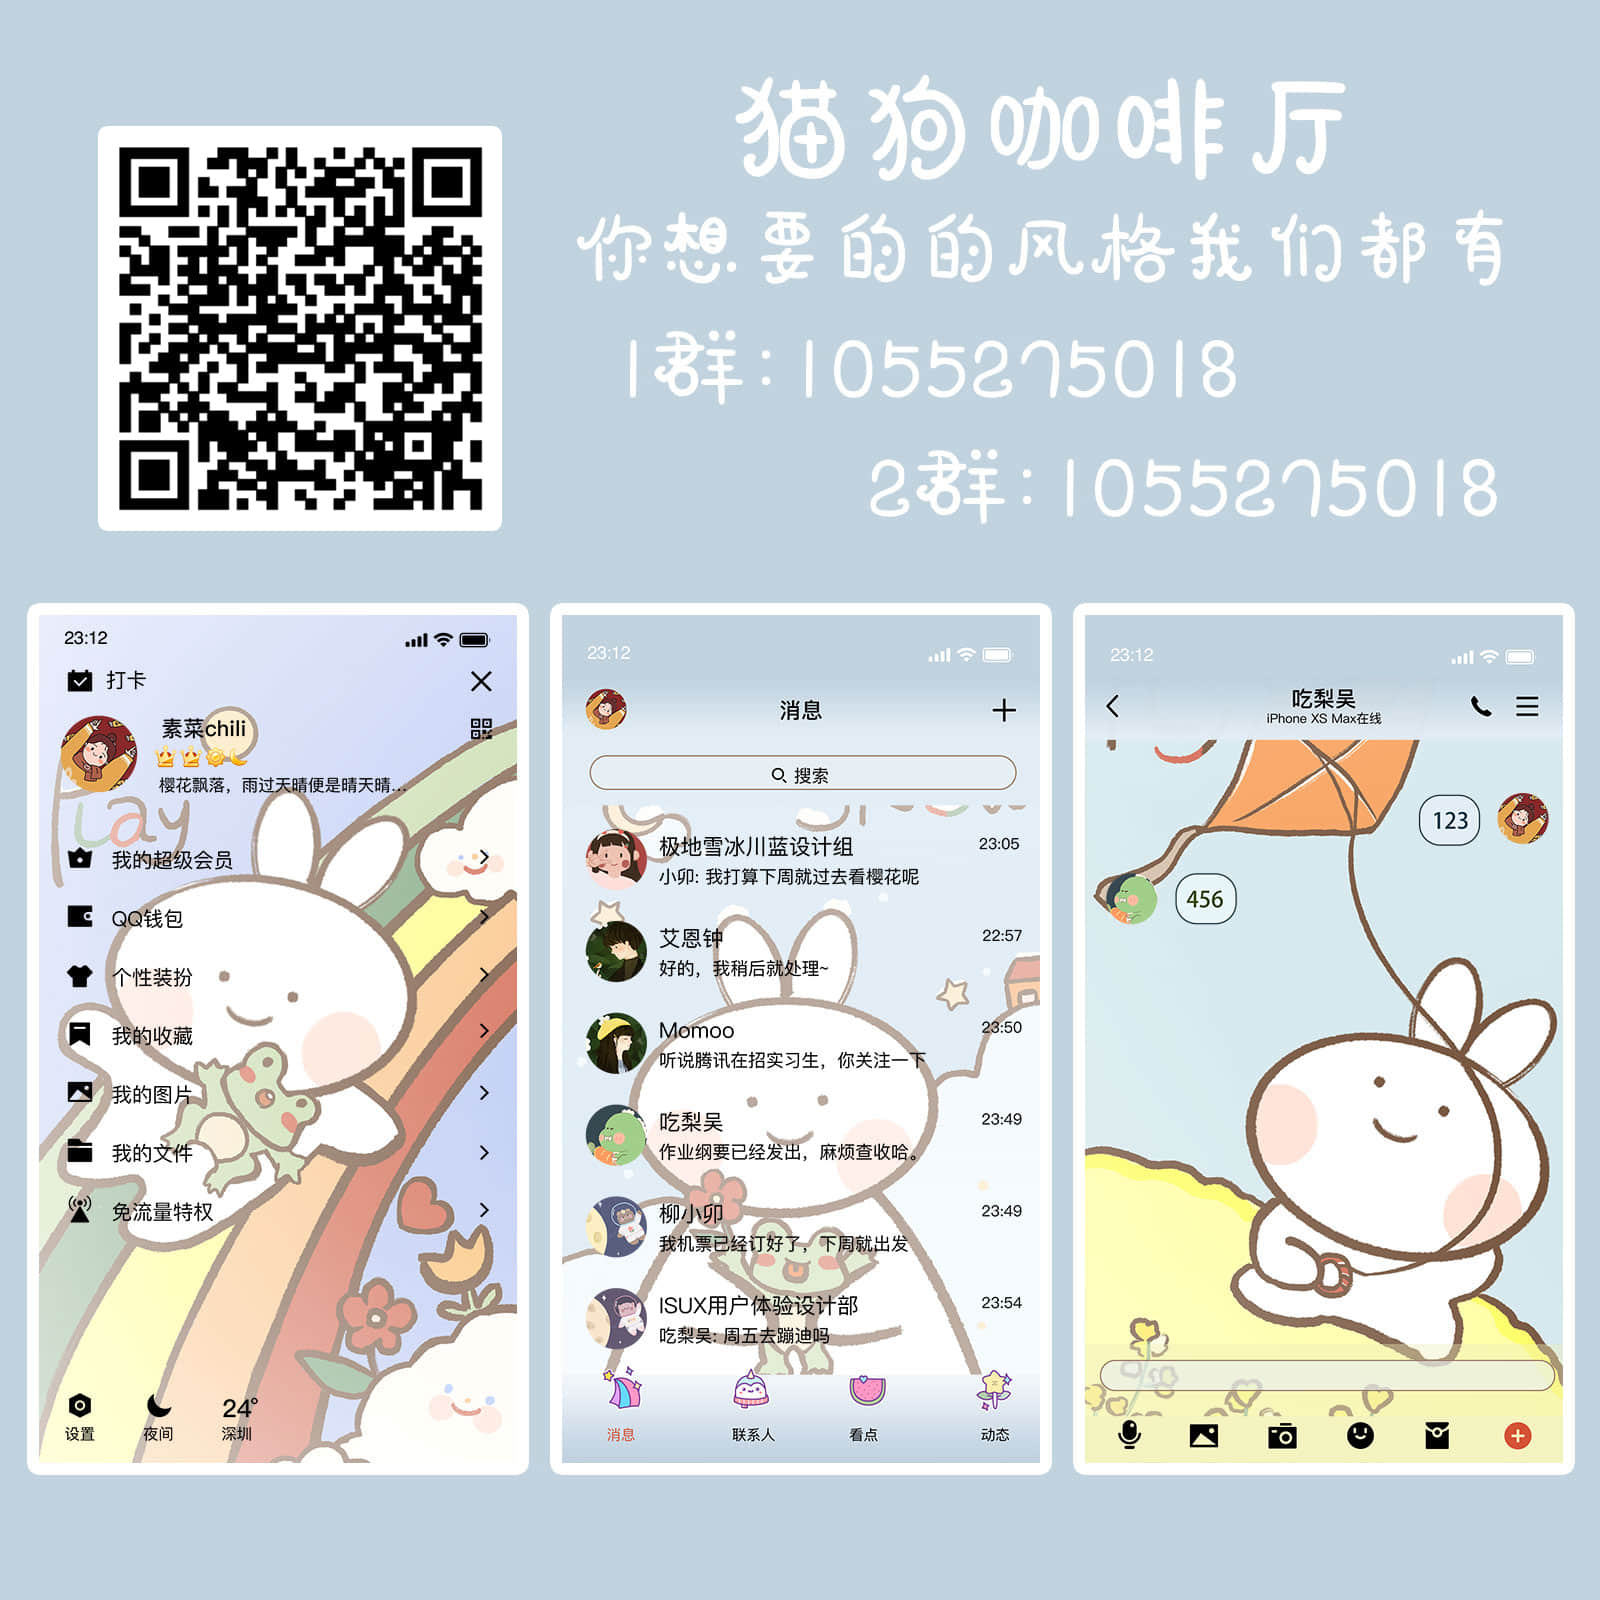 猫狗咖啡厅
你想要的的风格我们都有
1群:1055275018
2群:1055275018
23:12
打卡
素菜chili
樱花飘落，雨过天晴便是晴天晴...
Play
我的超级会员
QQ钱包
个性装扮
我的收藏
我的图片
我的文件
免流量特权
24°
设置 夜间 深圳
23:12
消息
搜索
极地雪冰川蓝设计组 23:05
小卯: 我打算下周就过去看樱花呢
艾恩钟 22:57
好的，我稍后就处理~
Momoo 23:50
听说腾讯在招实习生，你关注一下
吃梨吴 23:49
作业纲要已经发出，麻烦查收哈。
柳小卯 23:49
我机票已经订好了，下周就出发
ISUX用户体验设计部 23:54
吃梨吴: 周五去蹦迪吗
消息 联系人 看点 动态
23:12
吃梨吴
iPhone XS Max在线
123
456